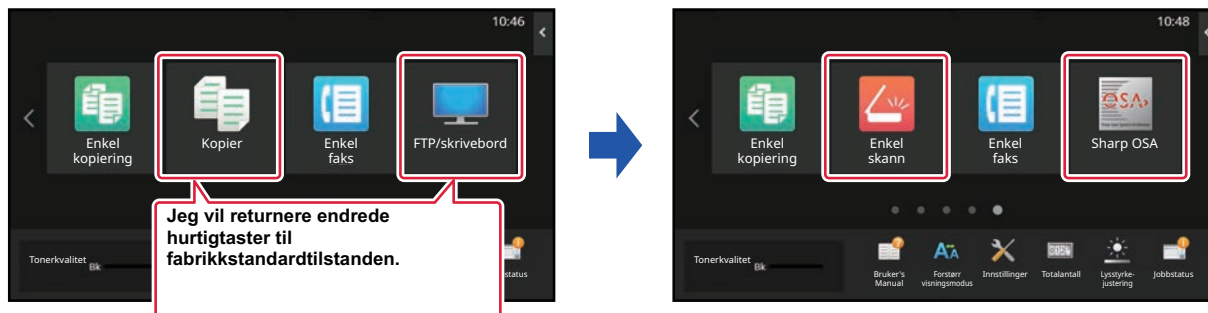 10:46
Enkel
kopiering
Kopier
Enkel
faks
FTP/skrivebord
Jeg vil returnere endrede
hurtigtaster til
fabrikkstandardtilstanden.
Tonerkvalitet
Bk
status
10:48
Enkel
kopiering
Enkel
skann
Enkel
faks
OSA
Sharp OSA
Tonerkvalitet
Bk
Bruker's
Manual
Forstørr
visningsmodus
Innstillinger
Totalantall
Lysstyrke-
justering
Jobbstatus